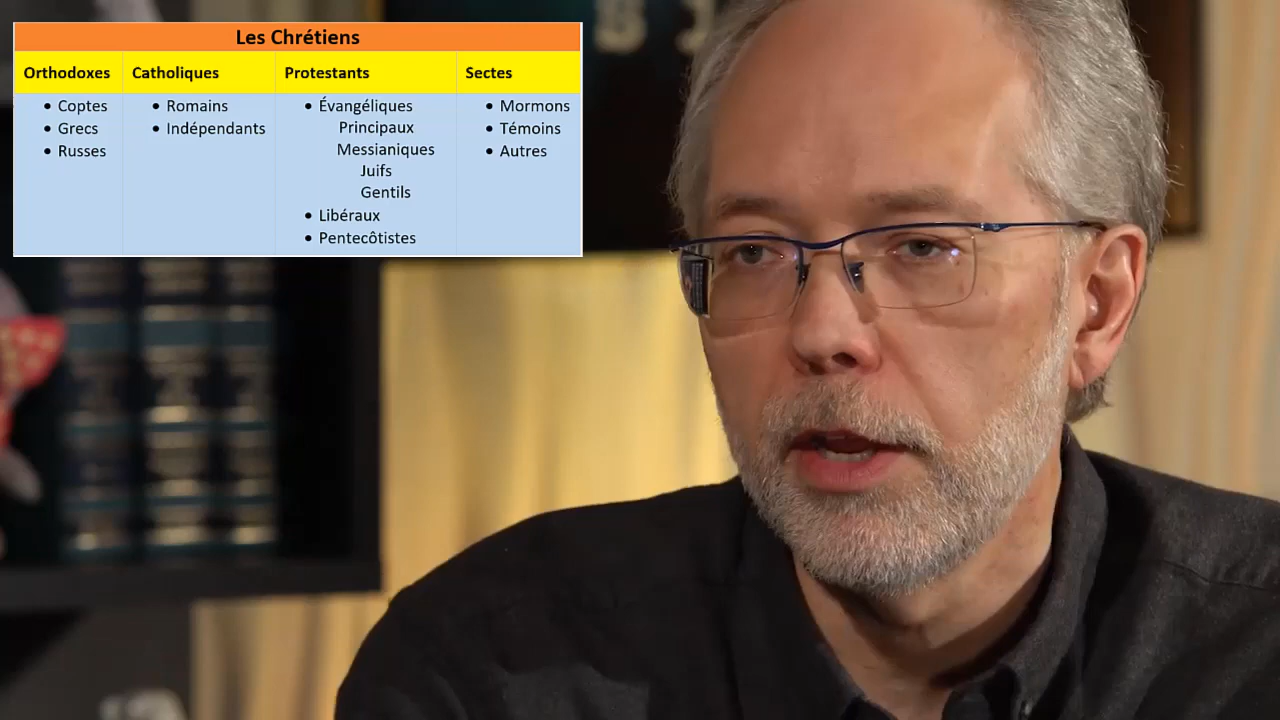 Les Chrétiens
Orthodoxes Catholiques Protestants Sectes
• Coptes
• Grecs
• Russes
• Romains
• Indépendants
• Évangéliques
Principaux
Messianiques
Juifs
Gentils
• Libéraux
• Pentecôtistes
• Mormons
• Témoins
• Autres